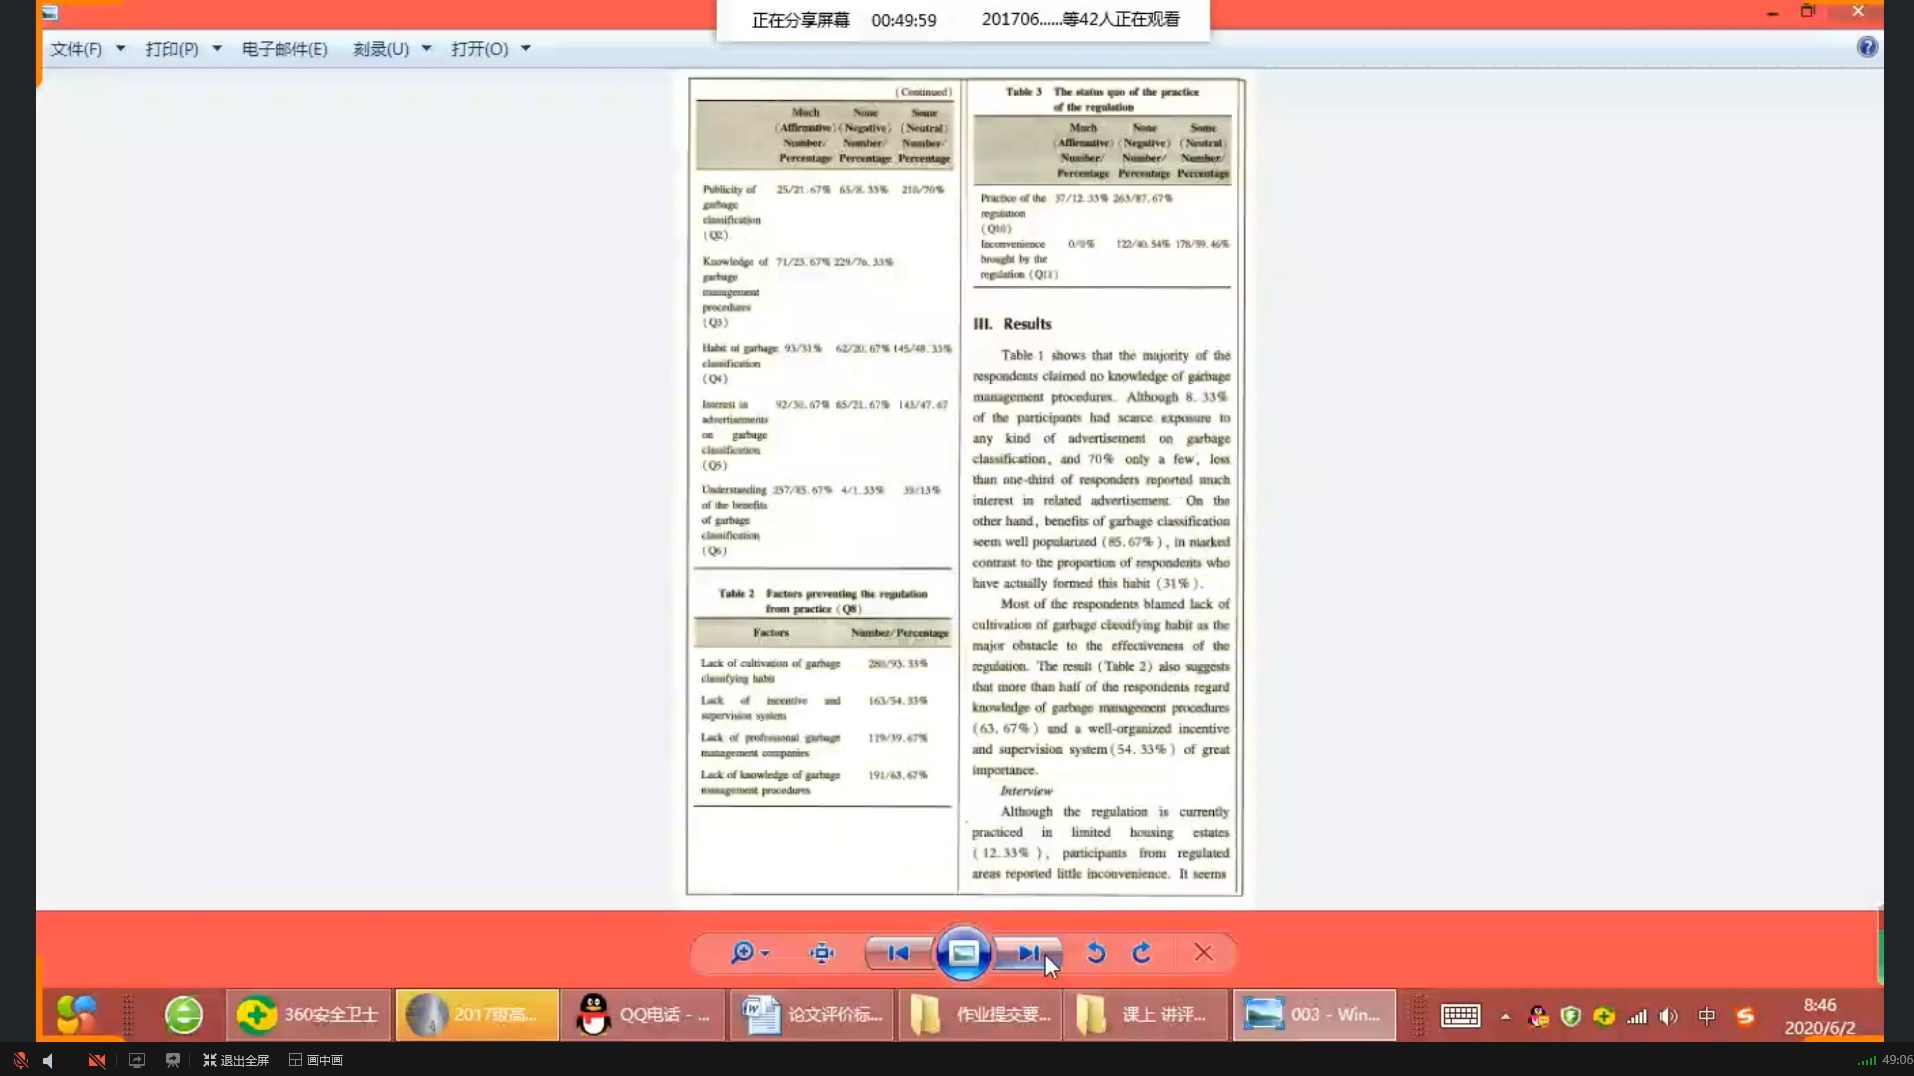 正在分享屏幕 00:49:59 201706......等42人正在观看
文件(F) 打印(P) 电子邮件(E) 刻录(U) 打开(O)
(Continued)
Much None Some
(Affirmative) (Negative) (Neutral)
Number/ Number/ Number/
Percentage Percentage Percentage
Publicity of 25/21.67% 65/8.33% 210/70%
garbage
classification
(Q2)
Knowledge of 71/23.67% 229/76.33%
garbage
management
procedures
(Q3)
Habit of garbage 93/31% 62/20.67% 145/48.33%
classification
(Q4)
Interest in 92/30.67% 65/21.67% 143/47.67
advertisements
on garbage
classification
(Q5)
Understanding 257/85.67% 4/1.33% 39/13%
of the benefits
of garbage
classification
(Q6)
Table 2 Factors preventing the regulation
from practice (Q8)
Factors Number/Percentage
Lack of cultivation of garbage 280/93.33%
classifying habit
Lack of incentive and 163/54.33%
supervision system
Lack of professional garbage 119/39.67%
management companies
Lack of knowledge of garbage 191/63.67%
management procedures
Table 3 The status quo of the practice
of the regulation
Much None Some
(Affirmative) (Negative) (Neutral)
Number/ Number/ Number/
Percentage Percentage Percentage
Practice of the 37/12.33% 263/87.67%
regulation
(Q10)
Inconvenience 0/0% 122/40.54% 178/59.46%
brought by the
regulation (Q11)
III. Results
Table 1 shows that the majority of the
respondents claimed no knowledge of garbage
management procedures. Although 8.33%
of the participants had scarce exposure to
any kind of advertisement on garbage
classification, and 70% only a few, less
than one-third of responders reported much
interest in related advertisement. On the
other hand, benefits of garbage classification
seem well popularized (85.67%), in marked
contrast to the proportion of respondents who
have actually formed this habit (31%).
Most of the respondents blamed lack of
cultivation of garbage classifying habit as the
major obstacle to the effectiveness of the
regulation. The result (Table 2) also suggests
that more than half of the respondents regard
knowledge of garbage management procedures
(63.67%) and a well-organized incentive
and supervision system(54.33%) of great
importance.
Interview
Although the regulation is currently
practiced in limited housing estates
(12.33%), participants from regulated
areas reported little inconvenience. It seems
360安全卫士 2017级高... QQ电话 - ... 论文评价标... 作业提交要... 课上 讲评... 003 - Win... 中 8:46
2020/6/2
退出全屏 画中画 49:06